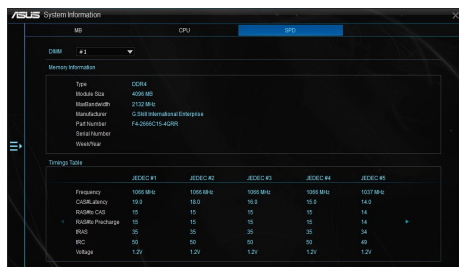 ASUS System Information
MB CPU SPD
DIMM #1
Memory Information
Type DDR4
Module Size 4096 MB
MaxBandwidth 2132 MHz
Manufacturer G.Skill International Enterprise
Part Number F4-2666C15-4QRR
Serial Number
Week/Year
Timings Table
JEDEC #1 JEDEC #2 JEDEC #3 JEDEC #4 JEDEC #5
Frequency 1066 MHz 1066 MHz 1066 MHz 1066 MHz 1037 MHz
CAS#Latency 19.0 18.0 16.0 15.0 14.0
RAS#to CAS 15 15 15 15 14
RAS#to Precharge 15 15 15 15 14
tRAS 35 35 35 35 34
tRC 50 50 50 50 49
Voltage 1.2V 1.2V 1.2V 1.2V 1.2V